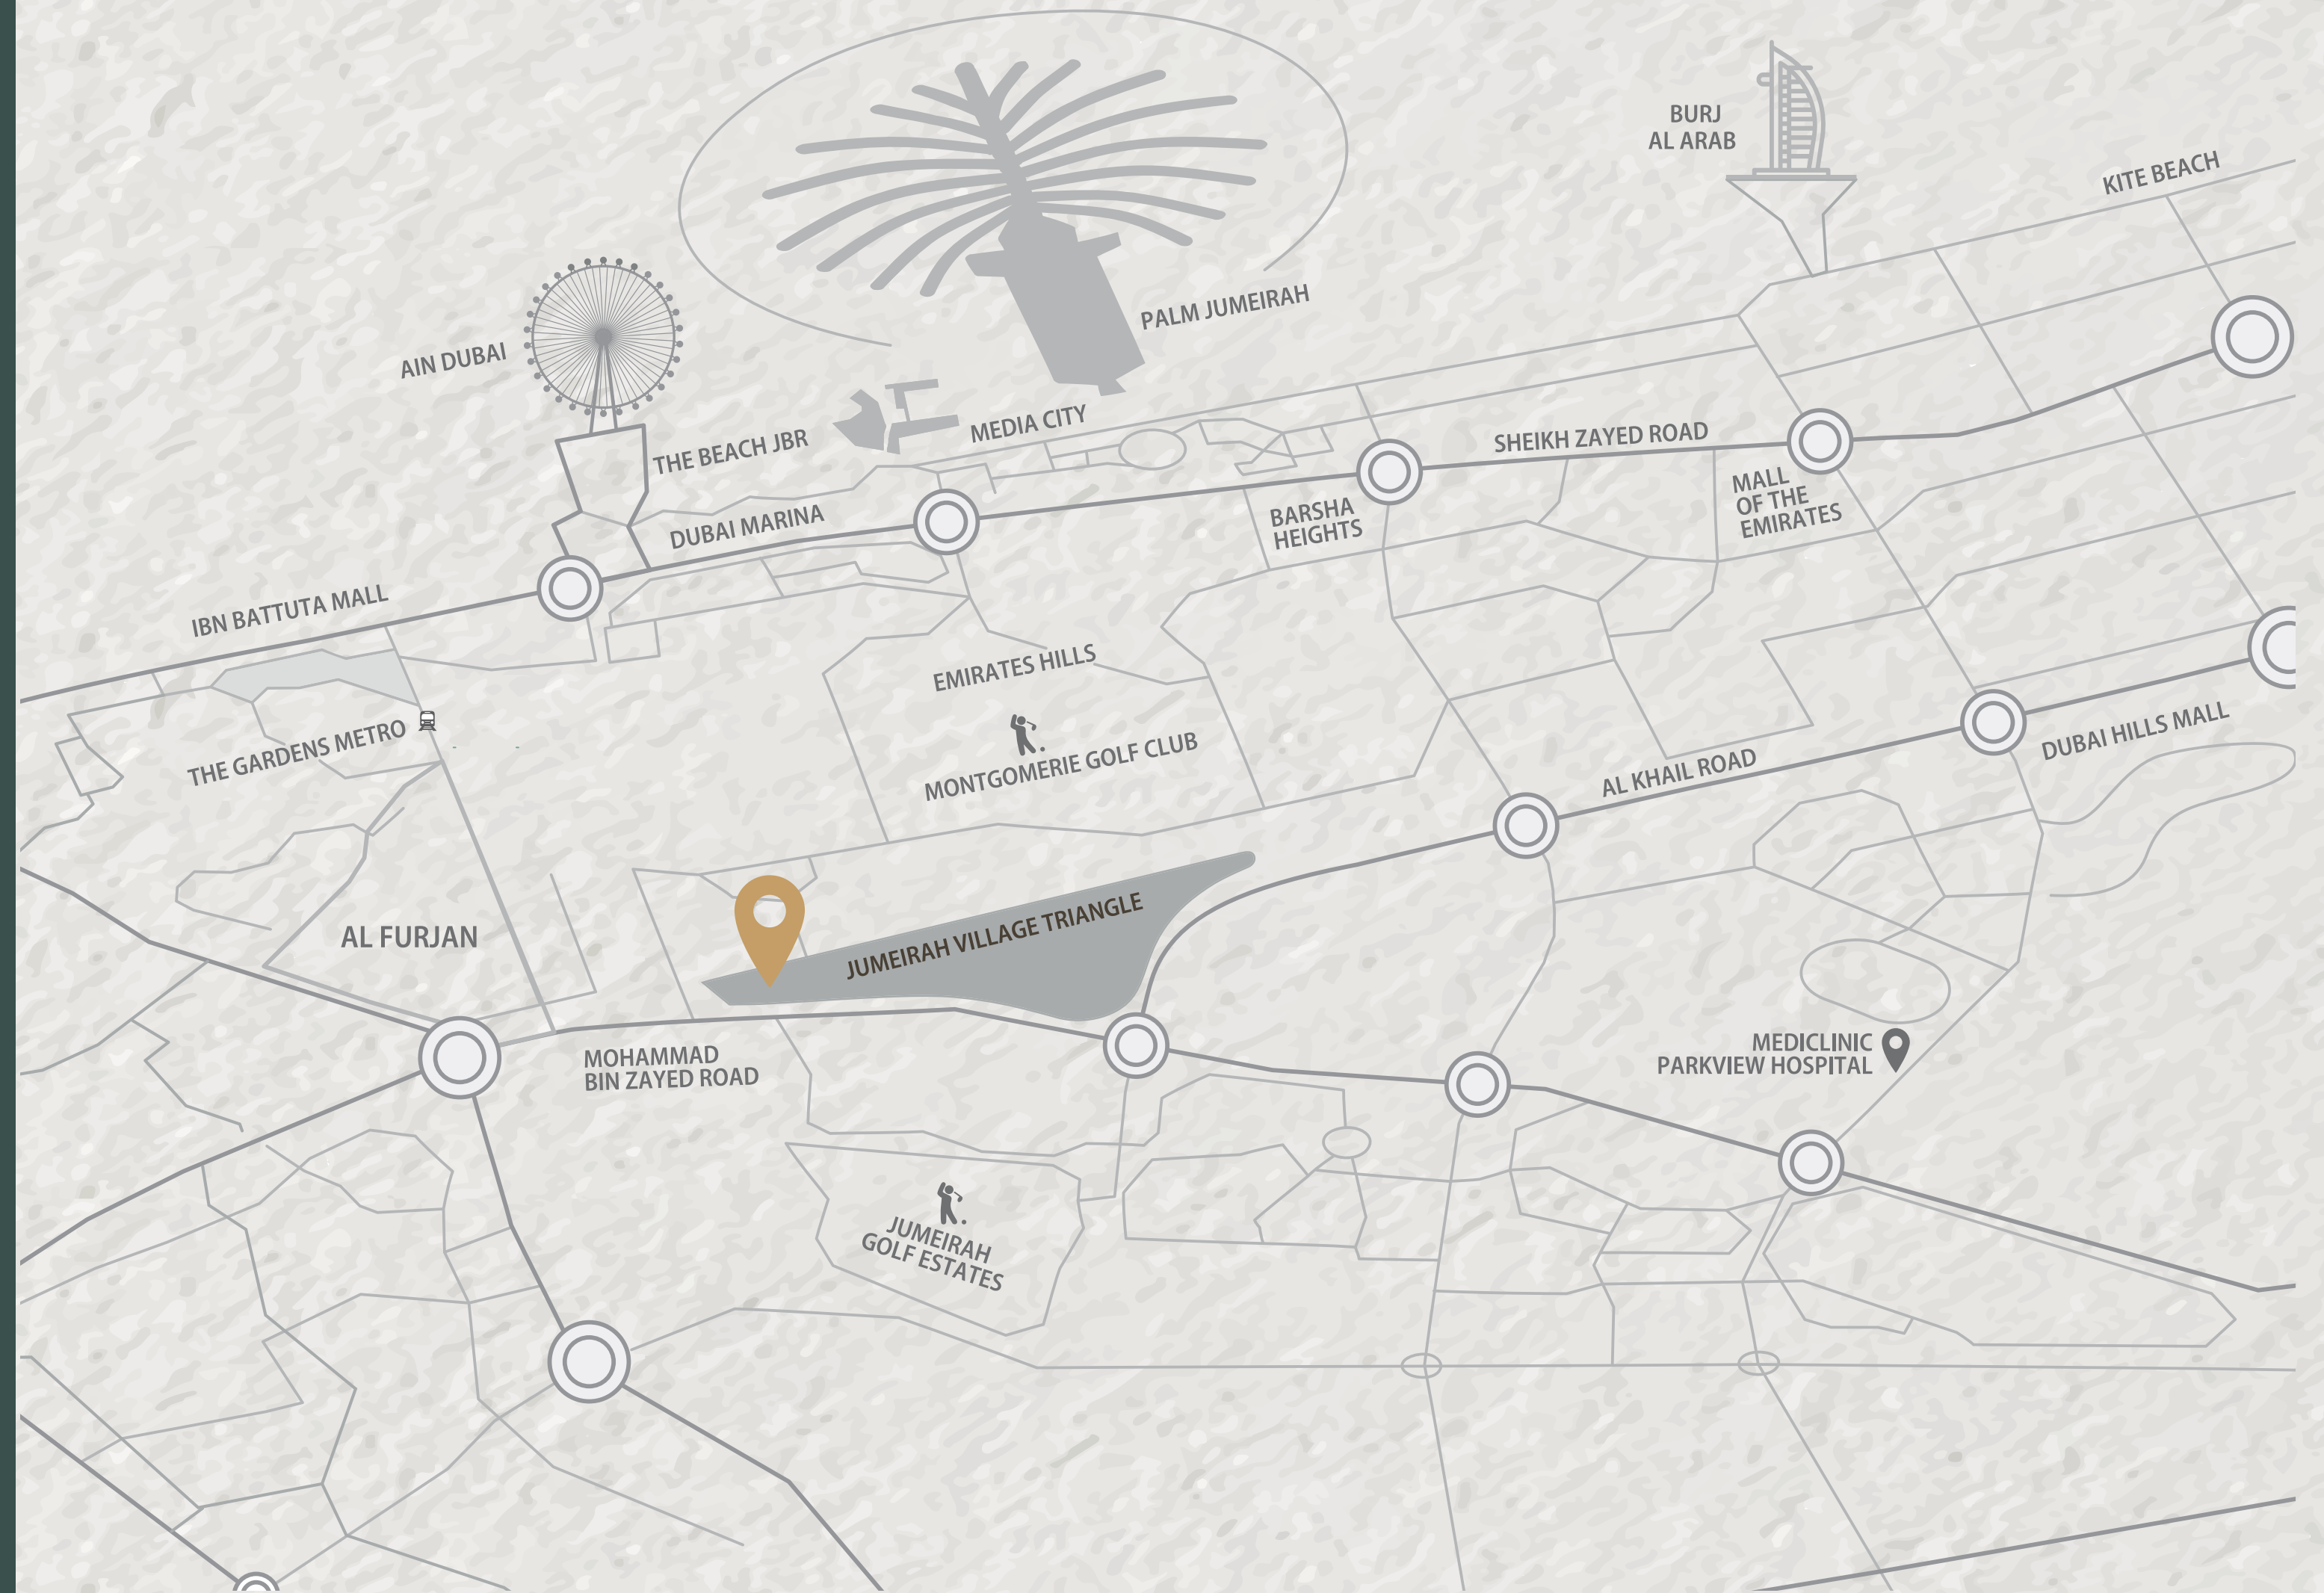 BURJ
AL ARAB
KITE BEACH
PALM JUMEIRAH
AIN DUBAI
THE BEACH JBR
MEDIA CITY
SHEIKH ZAYED ROAD
DUBAI MARINA
BARSHA
HEIGHTS
MALL
OF THE
EMIRATES
IBN BATTUTA MALL
EMIRATES HILLS
THE GARDENS METRO
MONTGOMERIE GOLF CLUB
AL KHAIL ROAD
DUBAI HILLS MALL
AL FURJAN
JUMEIRAH VILLAGE TRIANGLE
MOHAMMAD
BIN ZAYED ROAD
MEDICLINIC
PARKVIEW HOSPITAL
JUMEIRAH
GOLF ESTATES